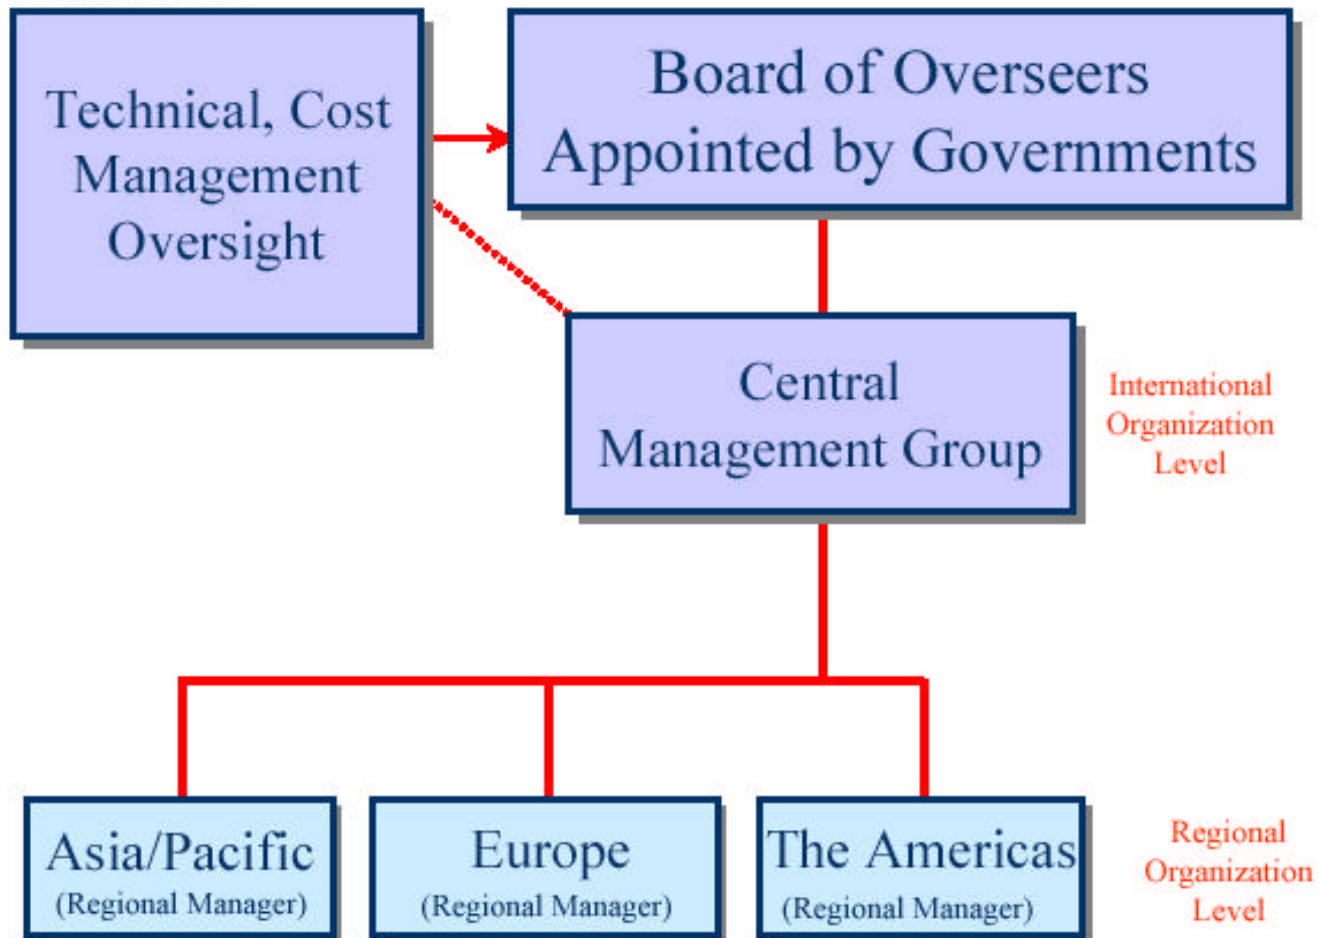 Technical, Cost
Management
Oversight
Board of Overseers
Appointed by Governments
Central
Management Group
International
Organization
Level
Asia/Pacific
(Regional Manager)
Europe
(Regional Manager)
The Americas
(Regional Manager)
Regional
Organization
Level